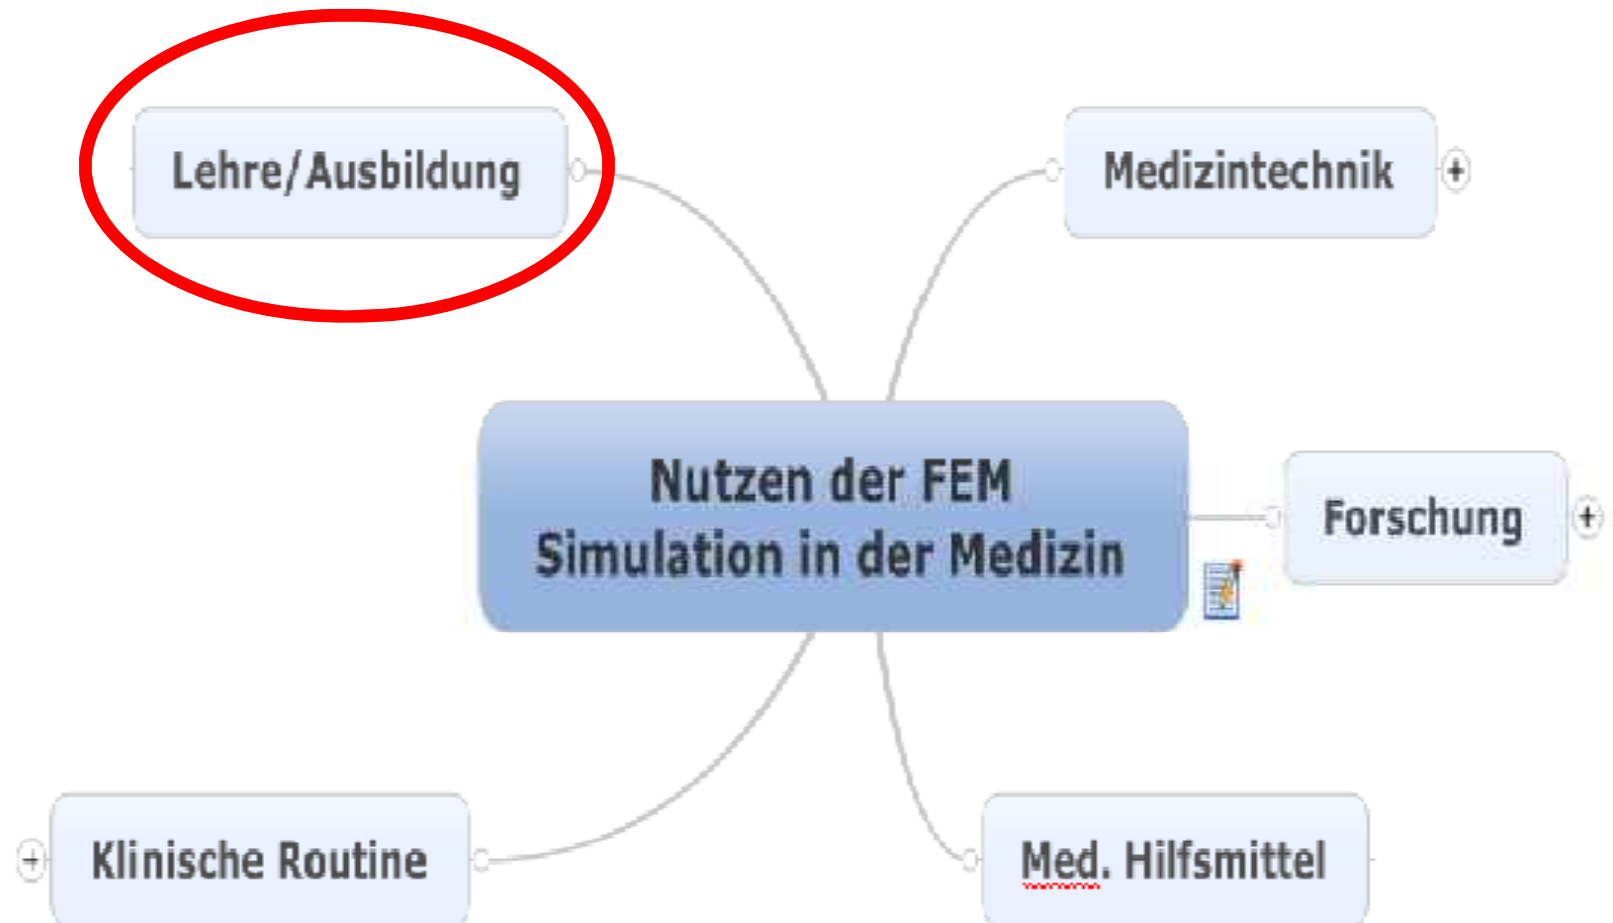 Lehre/Ausbildung
Medizintechnik
Nutzen der FEM
Simulation in der Medizin
Forschung
Klinische Routine
Med. Hilfsmittel